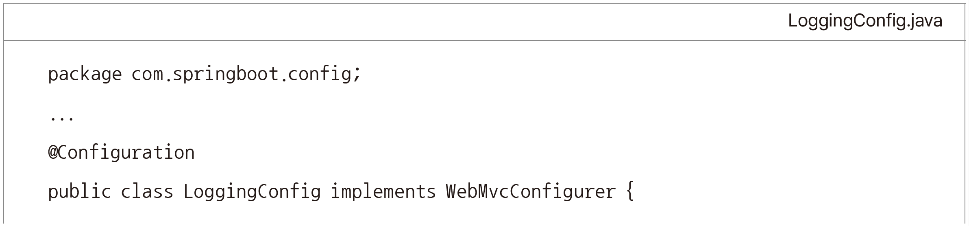 LoggingConfig.java
package com.springboot.config;
...
@Configuration
public class LoggingConfig implements WebMvcConfigurer {